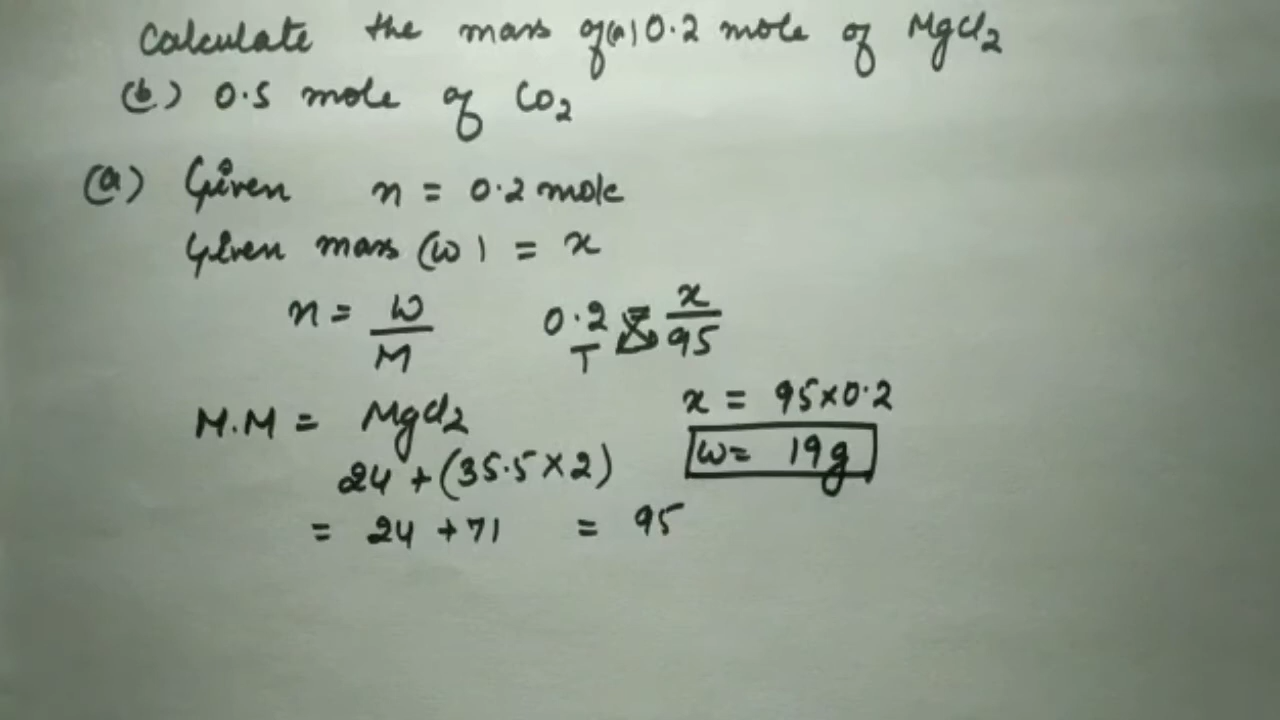 Calculate the mass of (a) 0.2 mole of MgCl2
(b) 0.5 mole of CO2
(a) Given n = 0.2 mole
Given mass (w) = x
n = w/M
0.2/1 = x/95
M.M = MgCl2
24 + (35.5 × 2)
= 24 + 71 = 95
x = 95 × 0.2
w = 19g